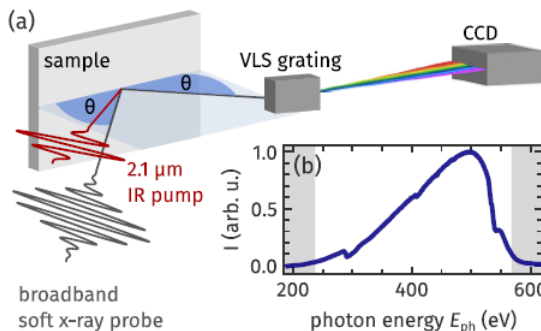 (a)
sample
θ
θ
VLS grating
CCD
2.1 µm
IR pump
broadband
soft x-ray probe
(b)
I (arb. u.)
1.0
0.5
0.0
200
400
600
photon energy E_ph (eV)